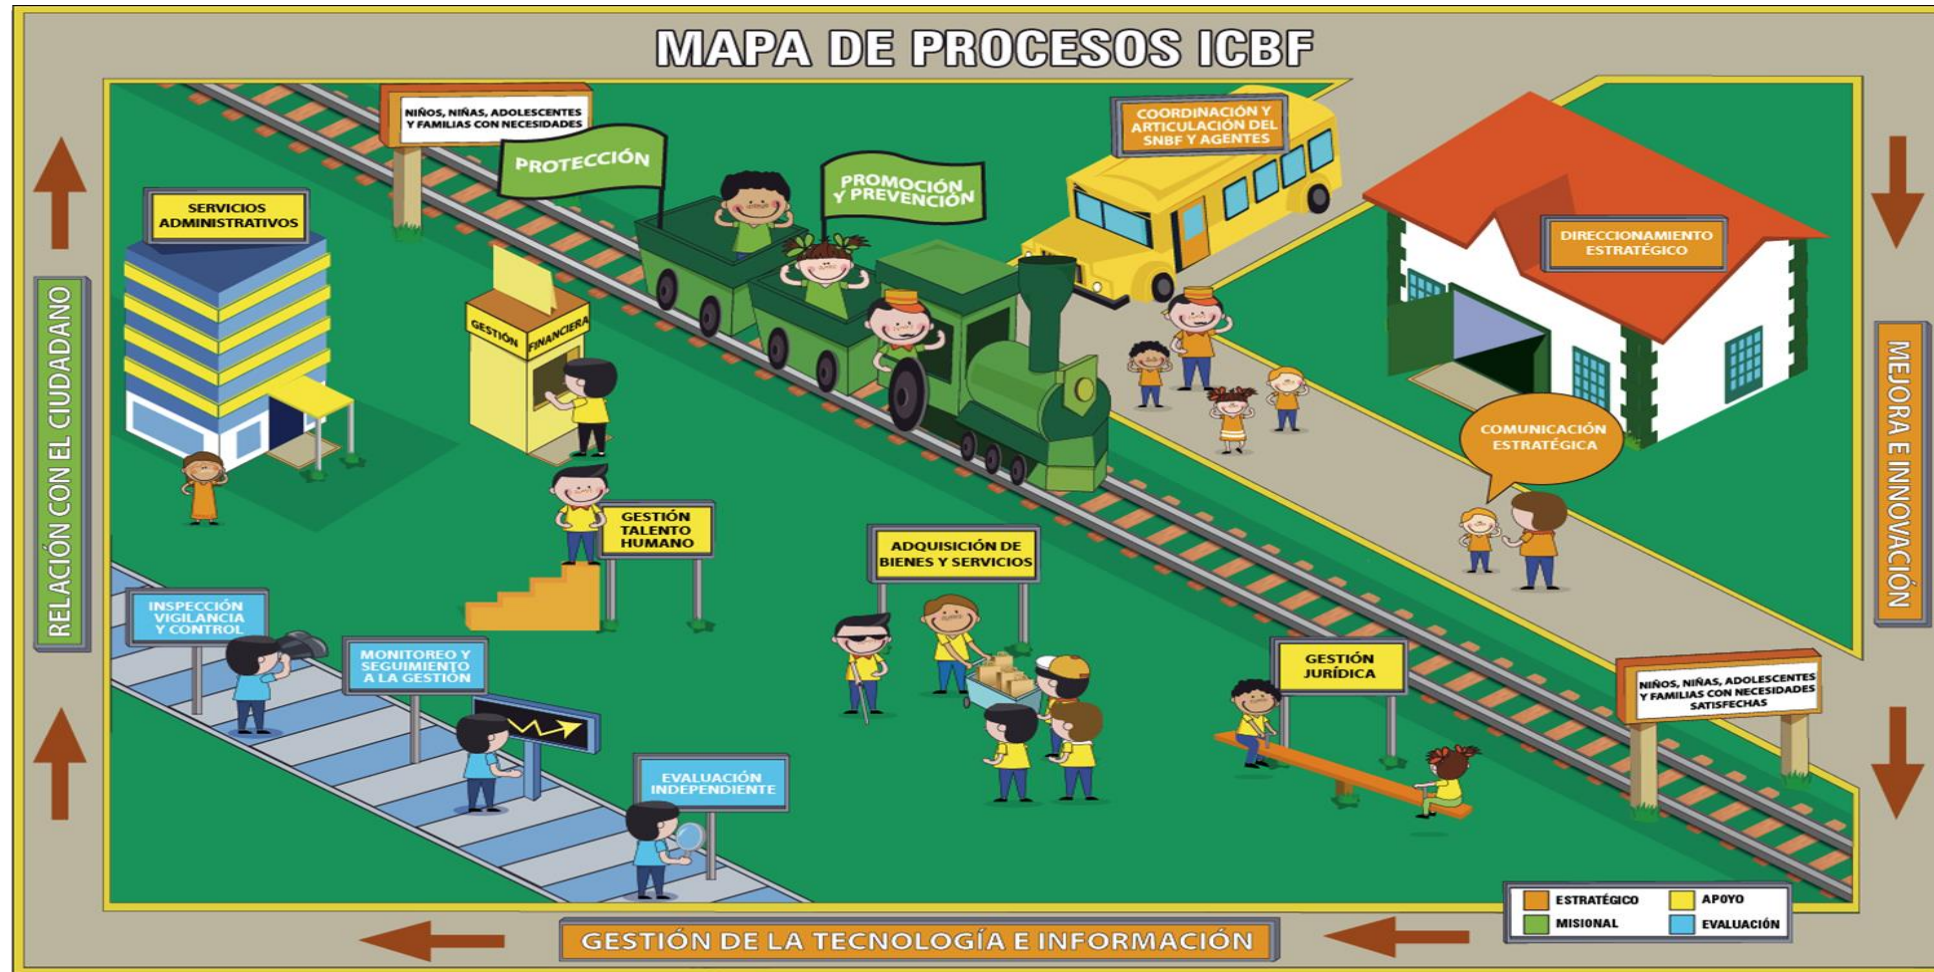 MAPA DE PROCESOS ICBF
NIÑOS, NIÑAS, ADOLESCENTES
Y FAMILIAS CON NECESIDADES
PROTECCIÓN
PROMOCIÓN
Y PREVENCIÓN
COORDINACIÓN Y
ARTICULACIÓN DEL
SNBF Y AGENTES
SERVICIOS
ADMINISTRATIVOS
DIRECCIONAMIENTO
ESTRATÉGICO
GESTIÓN
FINANCIERA
COMUNICACIÓN
ESTRATÉGICA
RELACIÓN CON EL CIUDADANO
MEJORA E INNOVACIÓN
GESTIÓN
TALENTO
HUMANO
ADQUISICIÓN DE
BIENES Y SERVICIOS
INSPECCIÓN
VIGILANCIA
Y CONTROL
MONITOREO Y
SEGUIMIENTO
A LA GESTIÓN
GESTIÓN
JURÍDICA
NIÑOS, NIÑAS, ADOLESCENTES
Y FAMILIAS CON NECESIDADES
SATISFECHAS
EVALUACIÓN
INDEPENDIENTE
ESTRATÉGICO
APOYO
MISIONAL
EVALUACIÓN
GESTIÓN DE LA TECNOLOGÍA E INFORMACIÓN